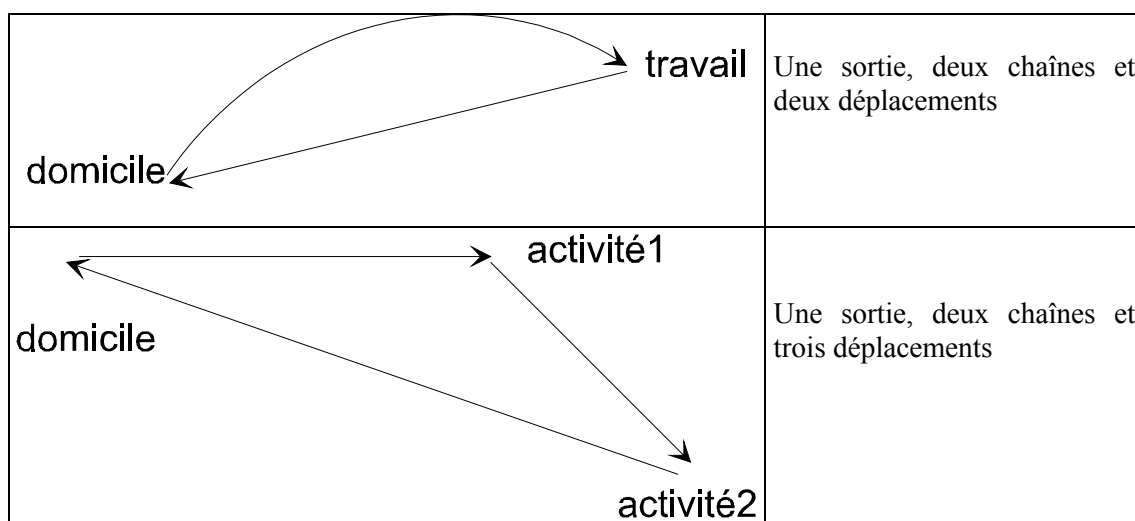 travail
domicile
Une sortie, deux chaînes et
deux déplacements
activité1
domicile
activité2
Une sortie, deux chaînes et
trois déplacements